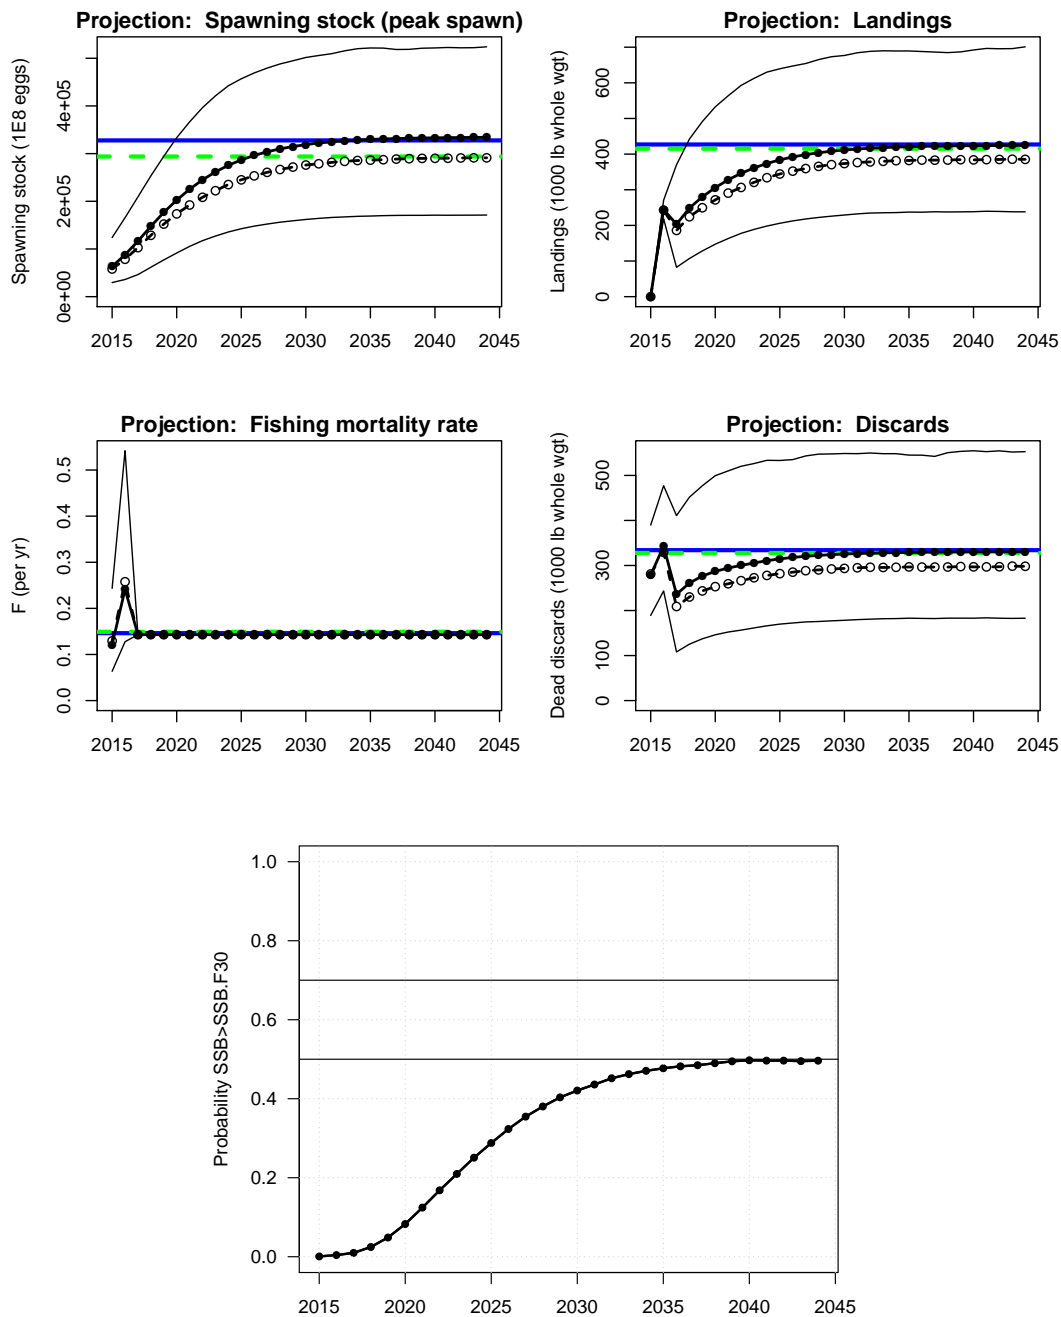 Projection: Spawning stock (peak spawn)
Spawning stock (1E8 eggs)
0e+00 2e+05 4e+05
2015 2020 2025 2030 2035 2040 2045
Projection: Landings
Landings (1000 lb whole wgt)
0 200 400 600
2015 2020 2025 2030 2035 2040 2045
Projection: Fishing mortality rate
F (per yr)
0.0 0.1 0.2 0.3 0.4 0.5
2015 2020 2025 2030 2035 2040 2045
Projection: Discards
Dead discards (1000 lb whole wgt)
0 100 300 500
2015 2020 2025 2030 2035 2040 2045
Probability SSB>SSB.F30
1.0
0.8
0.6
0.4
0.2
0.0
2015 2020 2025 2030 2035 2040 2045